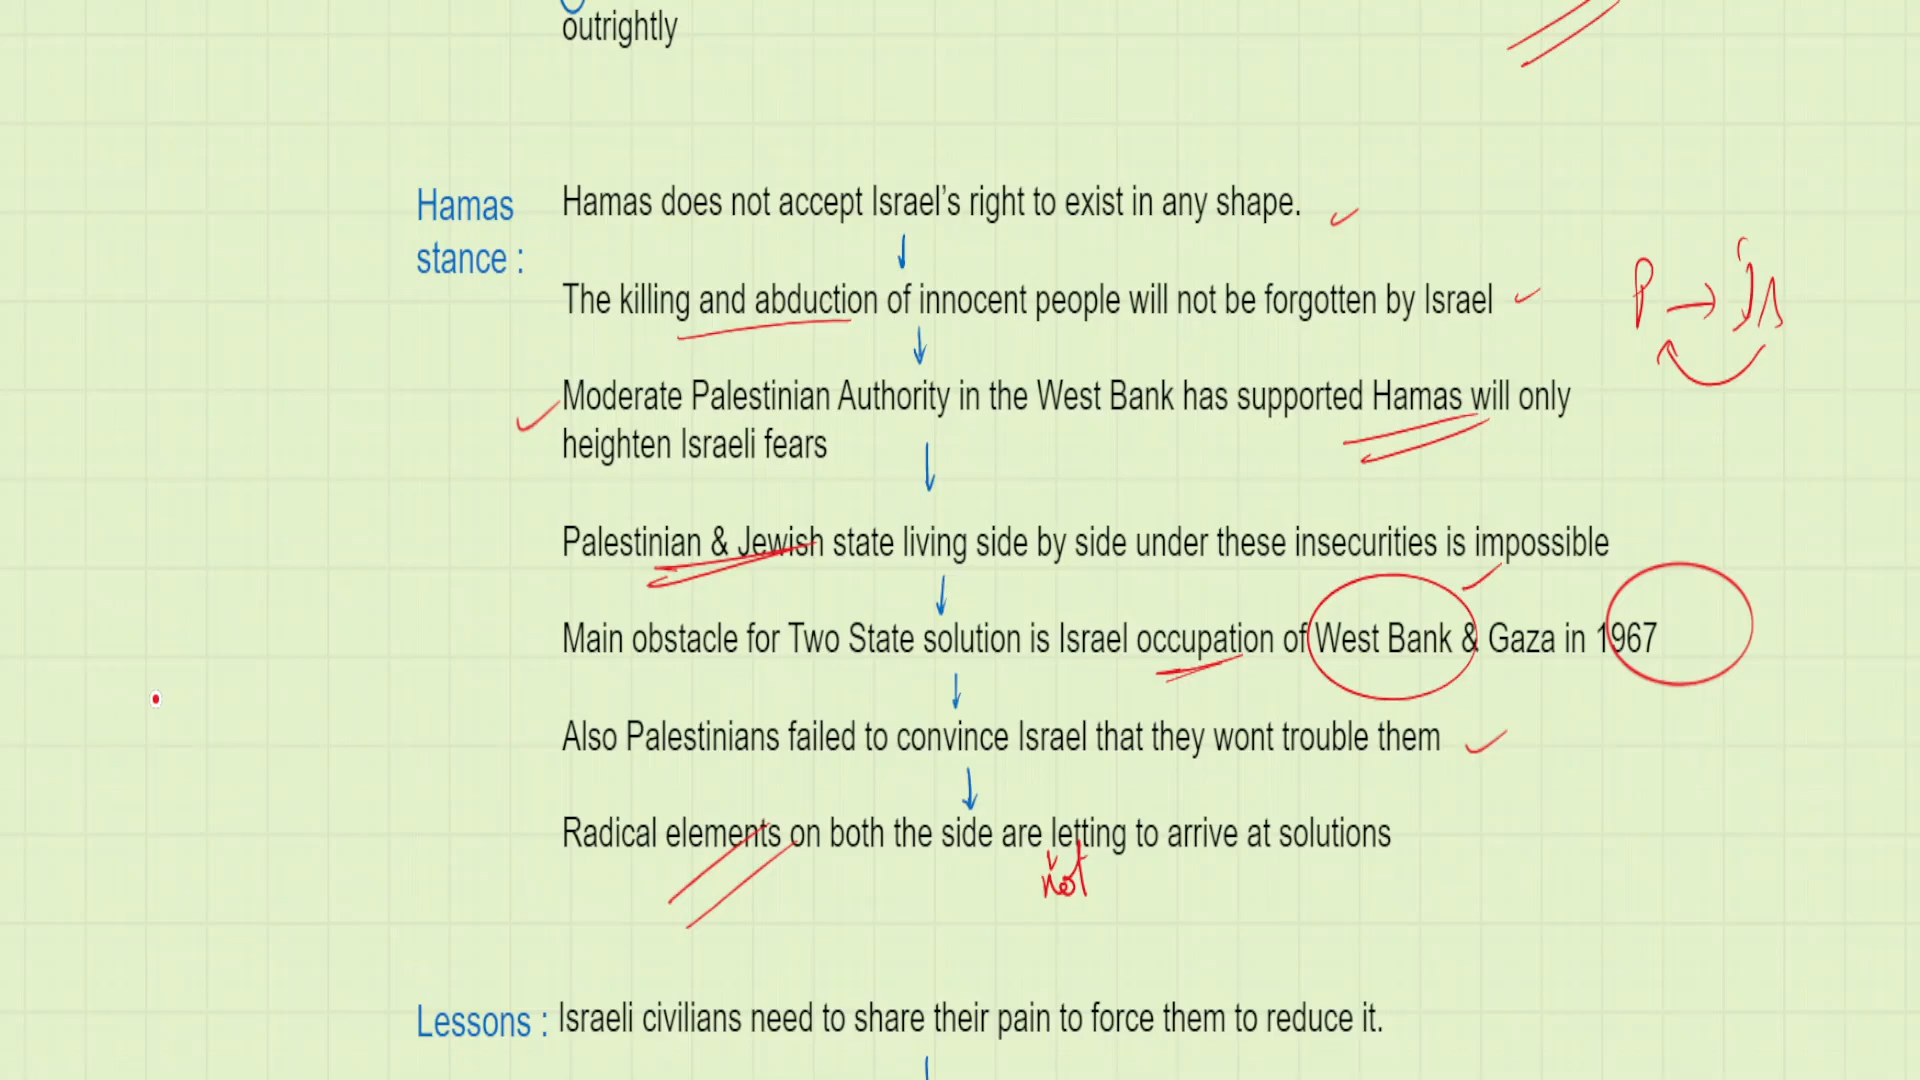 outrightly
Hamas
stance :
Hamas does not accept Israel’s right to exist in any shape.
The killing and abduction of innocent people will not be forgotten by Israel
P → Is
Moderate Palestinian Authority in the West Bank has supported Hamas will only
heighten Israeli fears
Palestinian & Jewish state living side by side under these insecurities is impossible
Main obstacle for Two State solution is Israel occupation of West Bank & Gaza in 1967
Also Palestinians failed to convince Israel that they wont trouble them
Radical elements on both the side are letting to arrive at solutions
not
Lessons : Israeli civilians need to share their pain to force them to reduce it.